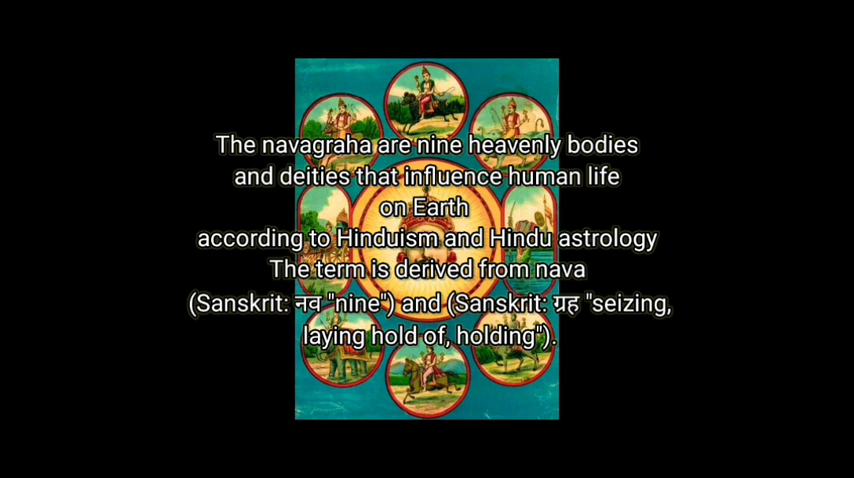 The navagraha are nine heavenly bodies
and deities that influence human life
on Earth
according to Hinduism and Hindu astrology
The term is derived from nava
(Sanskrit: नव "nine") and (Sanskrit: ग्रह "seizing,
laying hold of, holding").